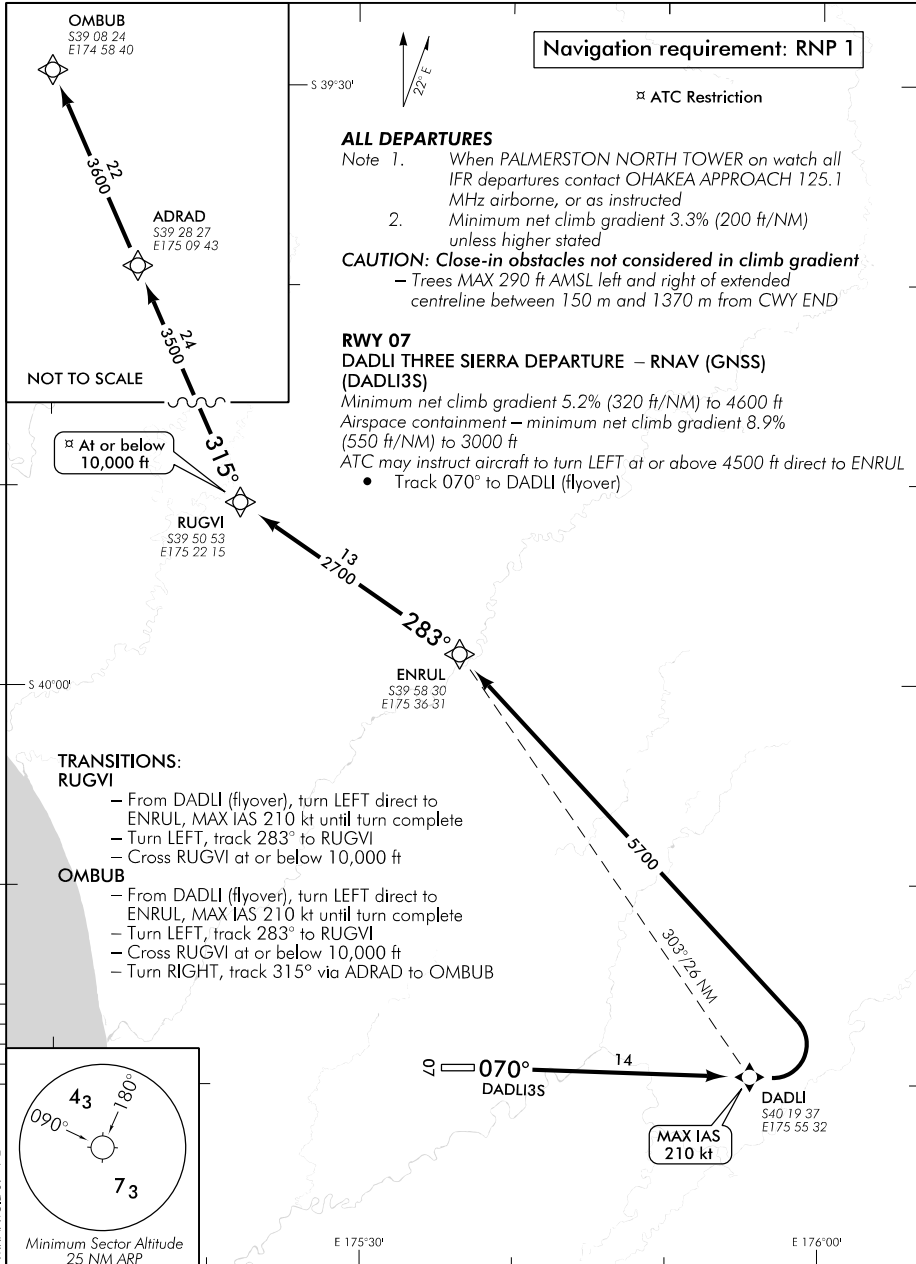 OMBUB
S39 08 24
E174 58 40
22
3600
ADRAD
S39 28 27
E175 09 43
24
3500
NOT TO SCALE
S 39°30'
22° E
Navigation requirement: RNP 1
¤ ATC Restriction
ALL DEPARTURES
Note 1. When PALMERSTON NORTH TOWER on watch all
IFR departures contact OHAKEA APPROACH 125.1
MHz airborne, or as instructed
2. Minimum net climb gradient 3.3% (200 ft/NM)
unless higher stated
CAUTION: Close-in obstacles not considered in climb gradient
– Trees MAX 290 ft AMSL left and right of extended
centreline between 150 m and 1370 m from CWY END
RWY 07
DADLI THREE SIERRA DEPARTURE – RNAV (GNSS)
(DADLI3S)
Minimum net climb gradient 5.2% (320 ft/NM) to 4600 ft
Airspace containment – minimum net climb gradient 8.9%
(550 ft/NM) to 3000 ft
ATC may instruct aircraft to turn LEFT at or above 4500 ft direct to ENRUL
• Track 070° to DADLI (flyover)
¤ At or below
10,000 ft
315°
RUGVI
S39 50 53
E175 22 15
13
2700
283°
ENRUL
S39 58 30
E175 36 31
S 40°00'
TRANSITIONS:
RUGVI
– From DADLI (flyover), turn LEFT direct to
ENRUL, MAX IAS 210 kt until turn complete
– Turn LEFT, track 283° to RUGVI
– Cross RUGVI at or below 10,000 ft
OMBUB
– From DADLI (flyover), turn LEFT direct to
ENRUL, MAX IAS 210 kt until turn complete
– Turn LEFT, track 283° to RUGVI
– Cross RUGVI at or below 10,000 ft
– Turn RIGHT, track 315° via ADRAD to OMBUB
5700
303°/26 NM
07
070°
DADLI3S
14
DADLI
S40 19 37
E175 55 32
MAX IAS
210 kt
43
180°
090°
73
Minimum Sector Altitude
25 NM ARP
E 175°30'
E 176°00'